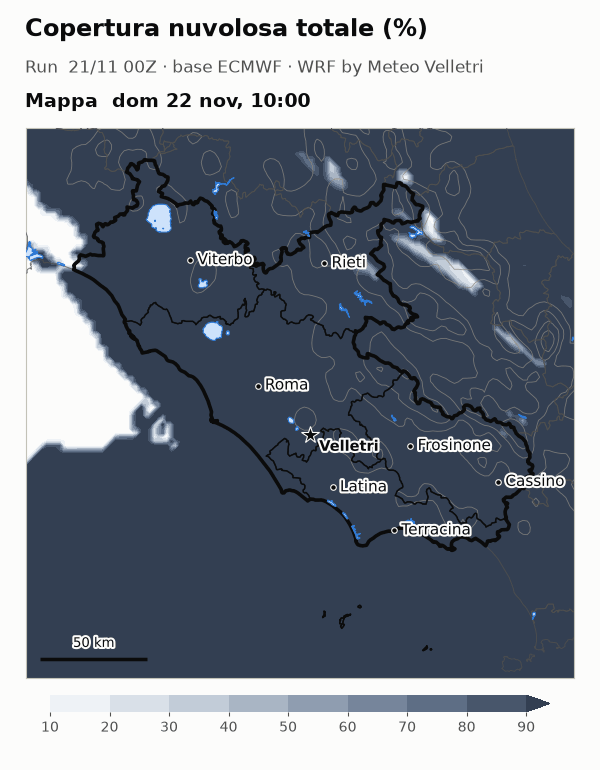 Copertura nuvolosa totale (%)
Run  21/11 00Z · base ECMWF · WRF by Meteo Velletri
Mappa  dom 22 nov, 10:00
Viterbo
Rieti
Roma
Velletri
Frosinone
Cassino
Latina
Terracina
50 km
10 20 30 40 50 60 70 80 90